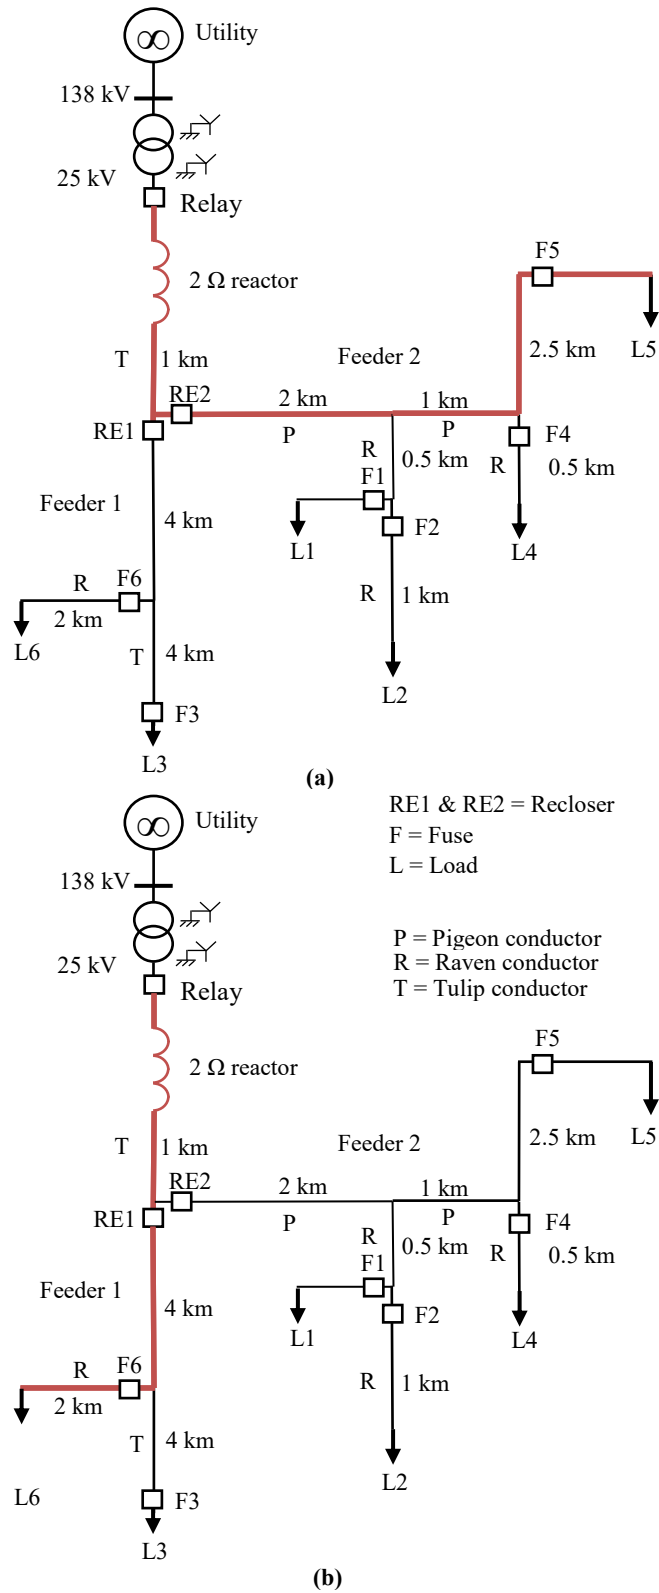 Utility
138 kV
25 kV
Relay
F5
2 Ω reactor
2.5 km
L5
T 1 km
Feeder 2
RE2
2 km
1 km
RE1
P
P
F4
R
0.5 km
R
0.5 km
F1
Feeder 1
4 km
F2
L1
L4
R
F6
R
1 km
2 km
L6
T
4 km
L2
F3
L3
(a)
RE1 & RE2 = Recloser
Utility
F = Fuse
L = Load
138 kV
P = Pigeon conductor
R = Raven conductor
25 kV
Relay
T = Tulip conductor
F5
2 Ω reactor
2.5 km
L5
T 1 km
Feeder 2
RE2
2 km
1 km
RE1
P
P
F4
R
0.5 km
R
0.5 km
F1
Feeder 1
4 km
F2
L1
L4
R
F6
R
1 km
2 km
T
4 km
L2
L6
F3
L3
(b)